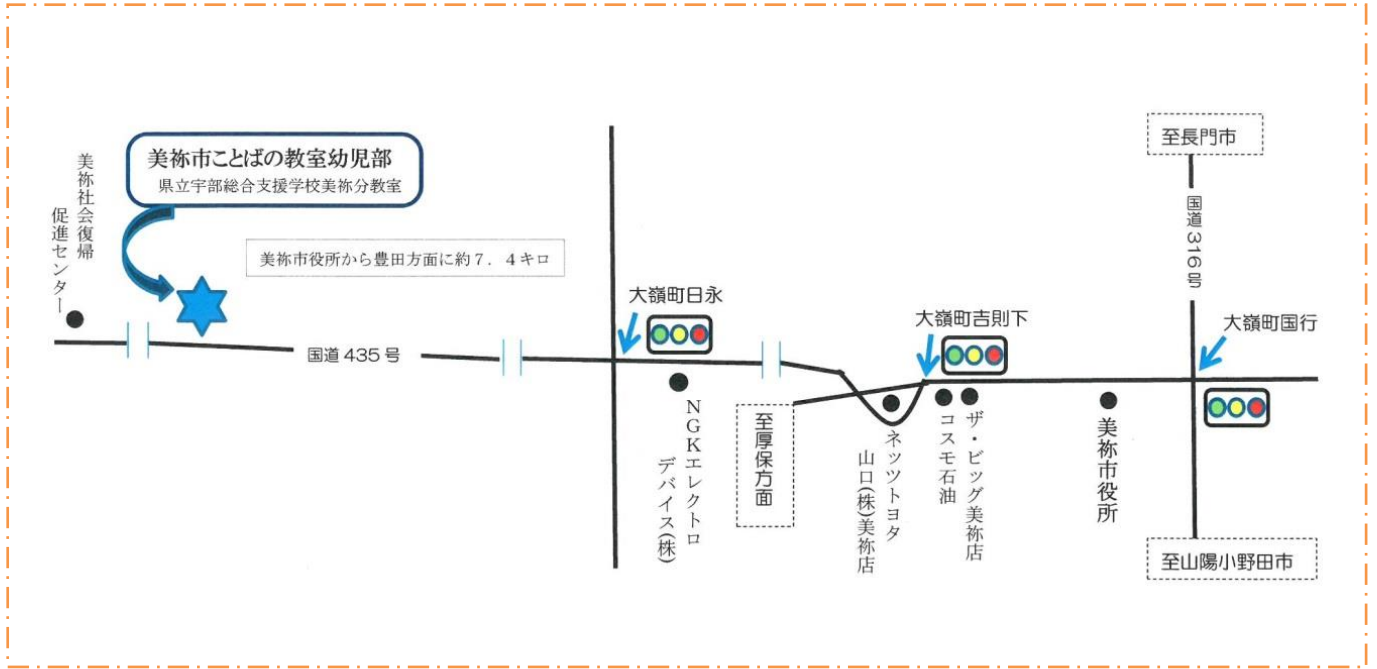 美祢市ことばの教室幼児部
県立宇部総合支援学校美祢分教室
美祢社会復帰
促進センター
美祢市役所から豊田方面に約7．4キロ
国道435号
大嶺町日永
NGKエレクトロ
デバイス(株)
至厚保方面
大嶺町吉則下
ネッツトヨタ
山口(株)美祢店
ザ・ビッグ美祢店
コスモ石油
美祢市役所
至長門市
国道316号
大嶺町国行
至山陽小野田市